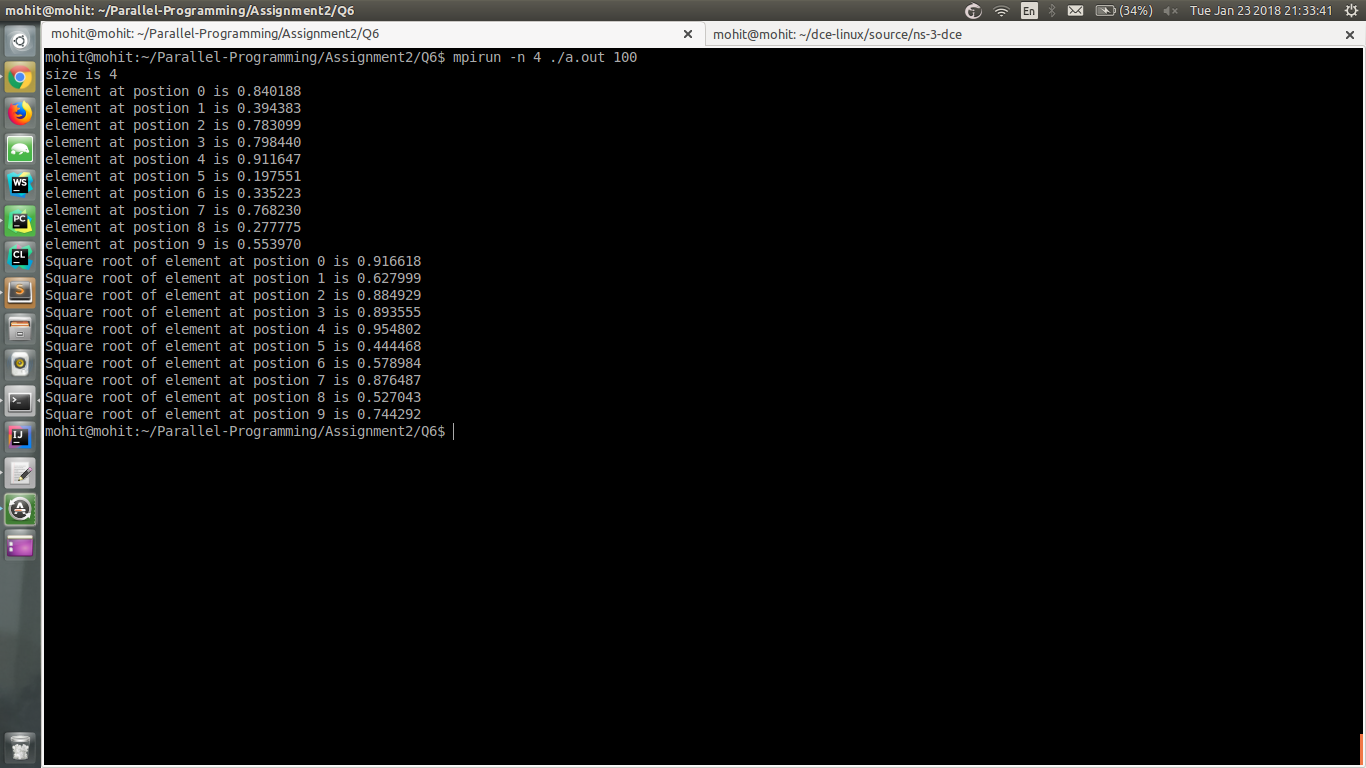 mohit@mohit: ~/Parallel-Programming/Assignment2/Q6
En
(34%)
Tue Jan 23 2018 21:33:41
mohit@mohit: ~/Parallel-Programming/Assignment2/Q6
mohit@mohit: ~/dce-linux/source/ns-3-dce
mohit@mohit:~/Parallel-Programming/Assignment2/Q6$ mpirun -n 4 ./a.out 100
size is 4
element at postion 0 is 0.840188
element at postion 1 is 0.394383
element at postion 2 is 0.783099
element at postion 3 is 0.798440
element at postion 4 is 0.911647
element at postion 5 is 0.197551
element at postion 6 is 0.335223
element at postion 7 is 0.768230
element at postion 8 is 0.277775
element at postion 9 is 0.553970
Square root of element at postion 0 is 0.916618
Square root of element at postion 1 is 0.627999
Square root of element at postion 2 is 0.884929
Square root of element at postion 3 is 0.893555
Square root of element at postion 4 is 0.954802
Square root of element at postion 5 is 0.444468
Square root of element at postion 6 is 0.578984
Square root of element at postion 7 is 0.876487
Square root of element at postion 8 is 0.527043
Square root of element at postion 9 is 0.744292
mohit@mohit:~/Parallel-Programming/Assignment2/Q6$
WS
PC
CL
S
IJ
A